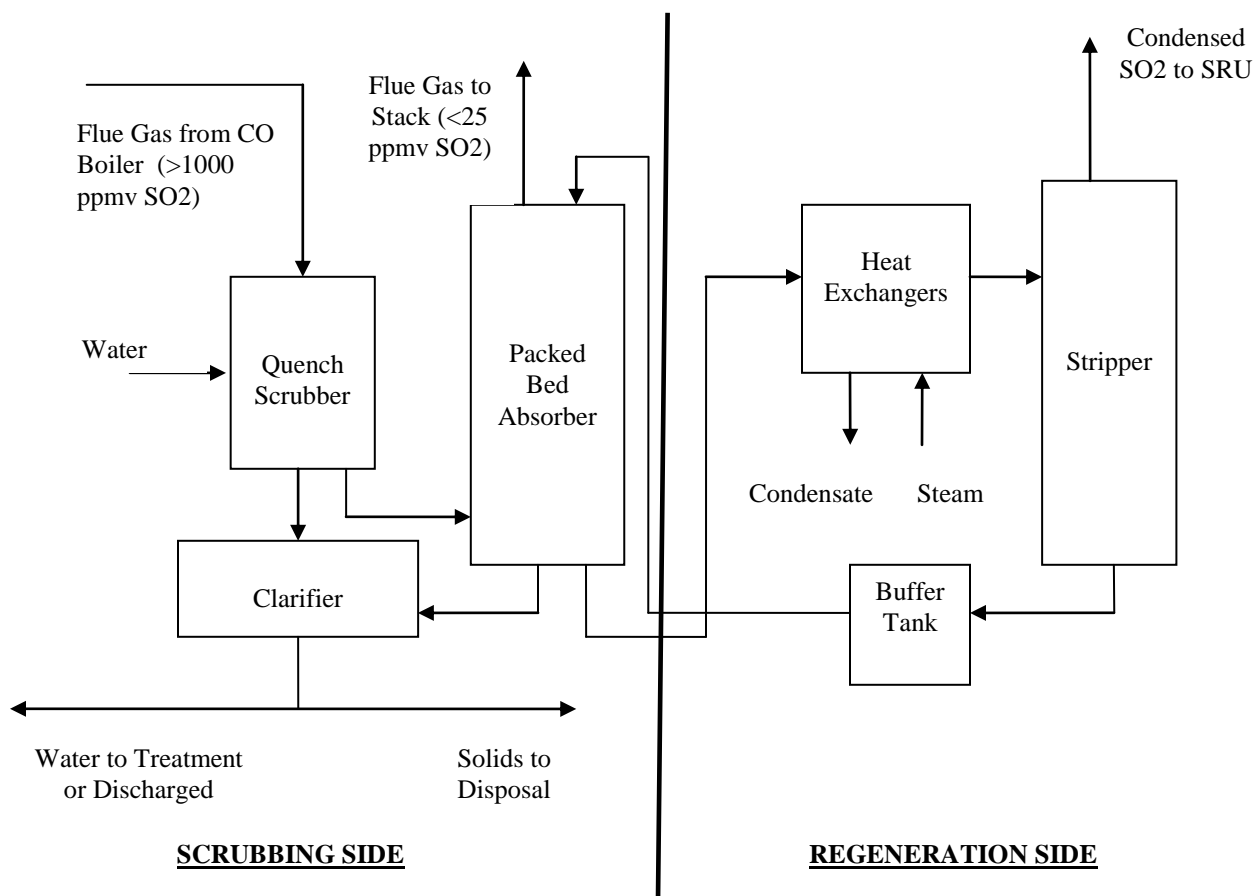 Condensed
SO2 to SRU
Flue Gas to
Stack (<25
ppmv SO2)
Flue Gas from CO
Boiler (>1000
ppmv SO2)
Heat
Exchangers
Water
Quench
Scrubber
Packed
Bed
Absorber
Stripper
Condensate
Steam
Clarifier
Buffer
Tank
Water to Treatment
or Discharged
Solids to
Disposal
SCRUBBING SIDE
REGENERATION SIDE